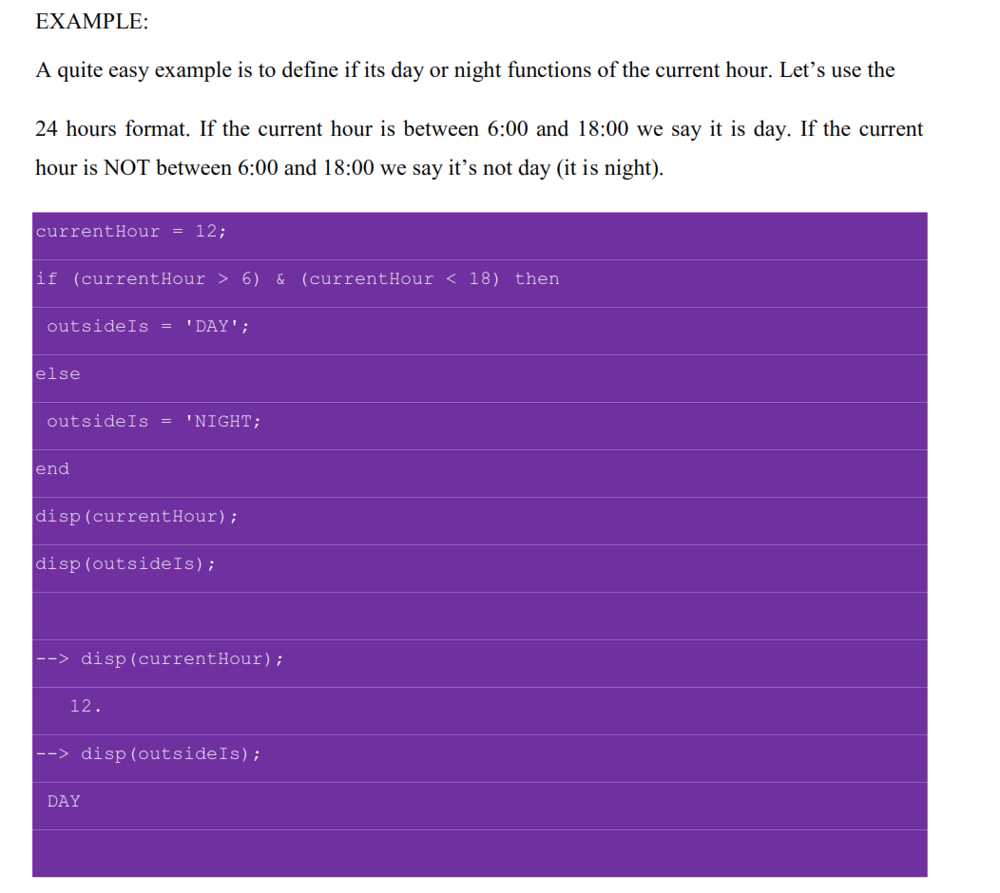 EXAMPLE:
A quite easy example is to define if its day or night functions of the current hour. Let’s use the
24 hours format. If the current hour is between 6:00 and 18:00 we say it is day. If the current
hour is NOT between 6:00 and 18:00 we say it’s not day (it is night).
currentHour = 12;
if (currentHour > 6) & (currentHour < 18) then
outsideIs = 'DAY';
else
outsideIs = 'NIGHT;
end
disp(currentHour);
disp(outsideIs);
--> disp(currentHour);
12.
--> disp(outsideIs);
DAY